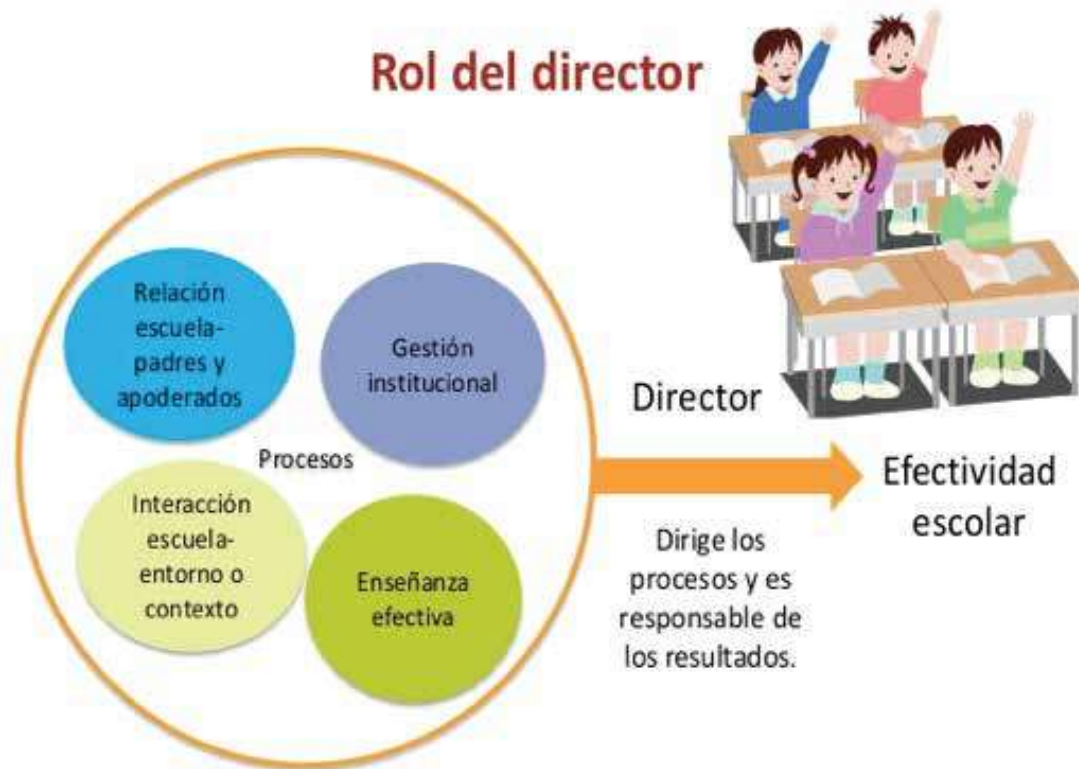 Rol del director
Relación
escuela-
padres y
apoderados
Gestión
institucional
Procesos
Interacción
escuela-
entorno o
contexto
Enseñanza
efectiva
Director
Efectividad
escolar
Dirige los
procesos y es
responsable de
los resultados.